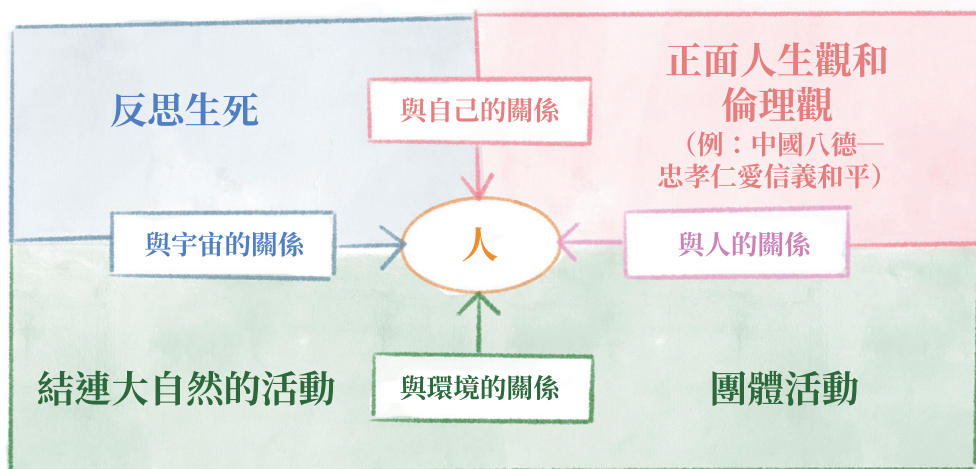 反思生死
與自己的關係
正面人生觀和
倫理觀
（例：中國八德—
忠孝仁愛信義和平）
與宇宙的關係
人
與人的關係
結連大自然的活動
與環境的關係
團體活動